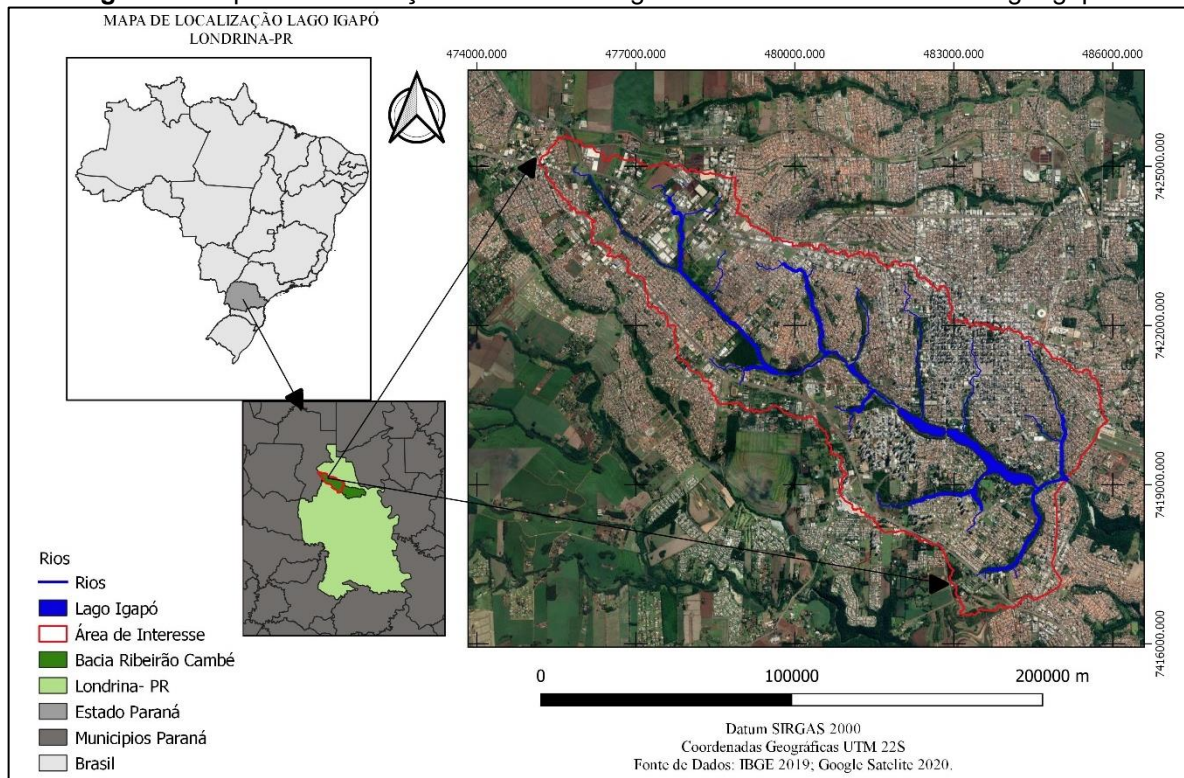 MAPA DE LOCALIZAÇÃO LAGO IGAPÓ
LONDRINA-PR
474000.000
477000.000
480000.000
483000.000
486000.000
7425000.000
7422000.000
7419000.000
7416000.000
Rios
Rios
Lago Igapó
Área de Interesse
Bacia Ribeirão Cambé
Londrina- PR
Estado Paraná
Municipios Paraná
Brasil
0
100000
200000 m
Datum SIRGAS 2000
Coordenadas Geográficas UTM 22S
Fonte de Dados: IBGE 2019; Google Satelite 2020.